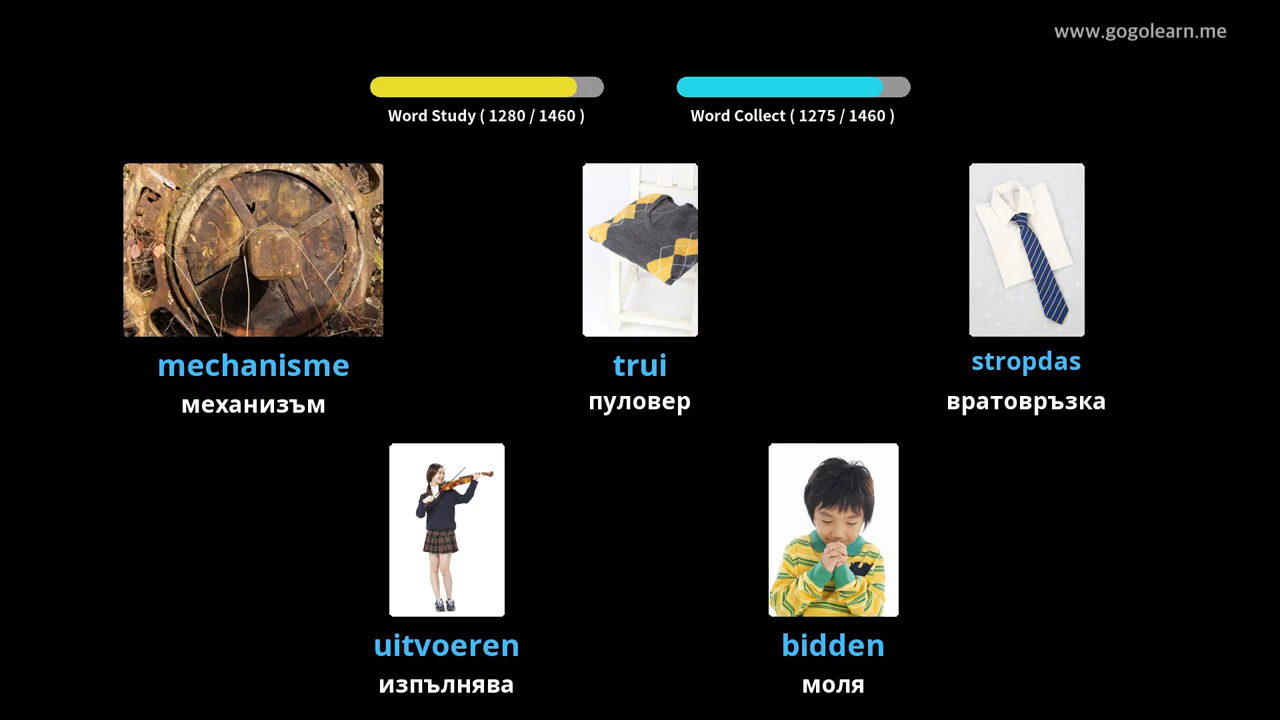 www.gogolearn.me
Word Study ( 1280 / 1460 )
Word Collect ( 1275 / 1460 )
mechanisme
механизъм
trui
пуловер
stropdas
вратовръзка
uitvoeren
изпълнява
bidden
моля